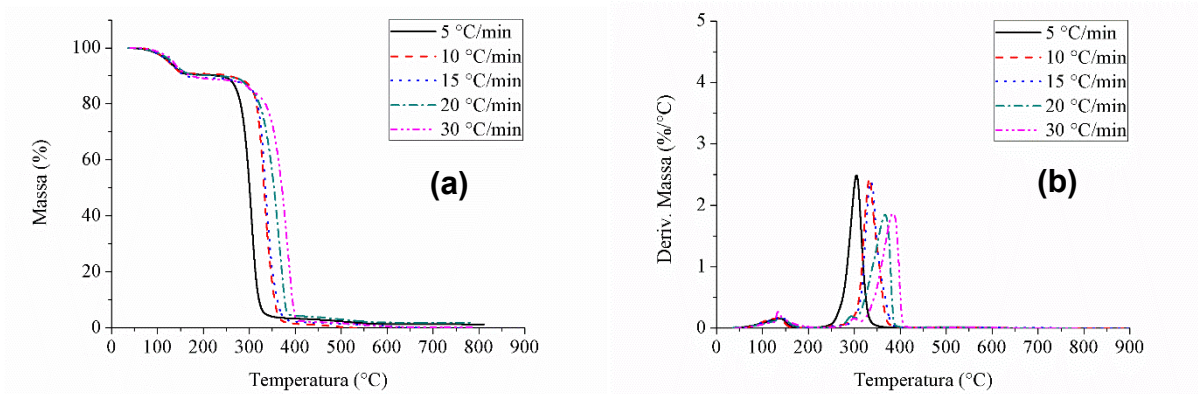 5 °C/min
10 °C/min
15 °C/min
20 °C/min
30 °C/min
100
80
60
40
20
0
Massa (%)
(a)
0 100 200 300 400 500 600 700 800 900
Temperatura (°C)
5 °C/min
10 °C/min
15 °C/min
20 °C/min
30 °C/min
5
4
3
2
1
0
Deriv. Massa (%/°C)
(b)
0 100 200 300 400 500 600 700 800 900
Temperatura (°C)